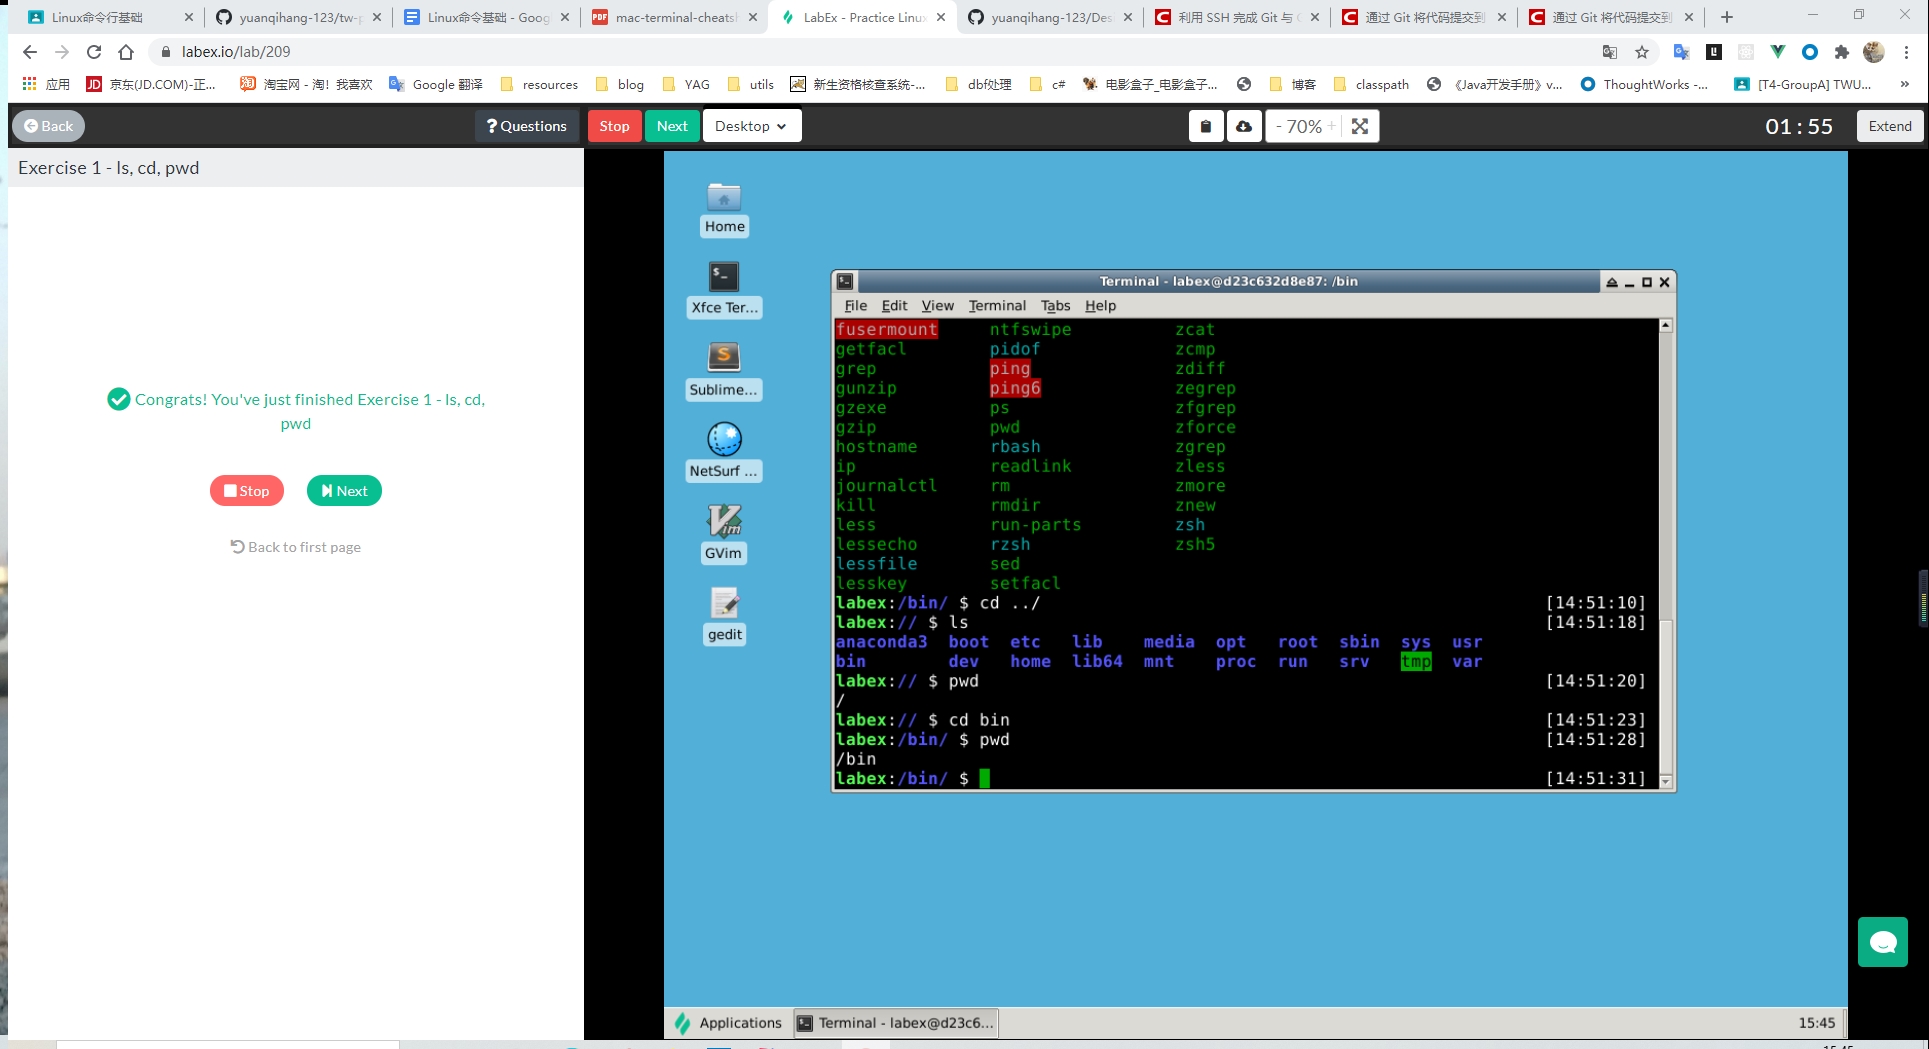 Linux命令行基础
yuanqihang-123/tw-p
Linux命令基础 - Goog
PDF
mac-terminal-cheatsh
LabEx - Practice Linux
yuanqihang-123/Des
利用 SSH 完成 Git 与
通过 Git 将代码提交到
通过 Git 将代码提交到
labex.io/lab/209
应用
JD 京东(JD.COM)-正...
淘宝网 - 淘！我喜欢
Google 翻译
resources
blog
YAG
utils
新生资格核查系统-...
dbf处理
c#
电影盒子_电影盒子...
博客
classpath
《Java开发手册》v...
ThoughtWorks -...
[T4-GroupA] TWU...
»
Back
? Questions
Stop
Next
Desktop
- 70% +
01 : 55
Extend
Exercise 1 - ls, cd, pwd
Congrats! You've just finished Exercise 1 - ls, cd,
pwd
Stop
Next
Back to first page
Home
Xfce Ter...
Sublime...
NetSurf ...
GVim
gedit
Terminal - labex@d23c632d8e87: /bin
File Edit View Terminal Tabs Help
fusermount ntfswipe zcat
getfacl pidof zcmp
grep ping zdiff
gunzip ping6 zegrep
gzexe ps zfgrep
gzip pwd zforce
hostname rbash zgrep
ip readlink zless
journalctl rm zmore
kill rmdir znew
less run-parts zsh
lessecho rzsh zsh5
lessfile sed
lesskey setfacl
labex:/bin/ $ cd ../ [14:51:10]
labex:// $ ls [14:51:18]
anaconda3 boot etc lib media opt root sbin sys usr
bin dev home lib64 mnt proc run srv tmp var
labex:// $ pwd [14:51:20]
/
labex:// $ cd bin [14:51:23]
labex:/bin/ $ pwd [14:51:28]
/bin
labex:/bin/ $ [14:51:31]
Applications
Terminal - labex@d23c6...
15:45